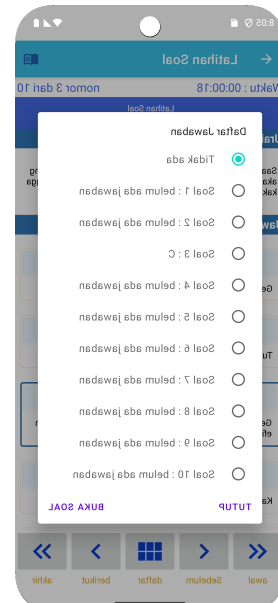 8:05
Latihan Soal
Waktu : 00:00:18 nomor 3 dari 10
Latihan Soal
Daftar Jawaban
Tidak ada
Soal 1 : belum ada jawaban
Soal 2 : belum ada jawaban
Soal 3 : C
Soal 4 : belum ada jawaban
Soal 5 : belum ada jawaban
Soal 6 : belum ada jawaban
Soal 7 : belum ada jawaban
Soal 8 : belum ada jawaban
Soal 9 : belum ada jawaban
Soal 10 : belum ada jawaban
TUTUP BUKA SOAL
awal Sebelum daftar berikut akhir